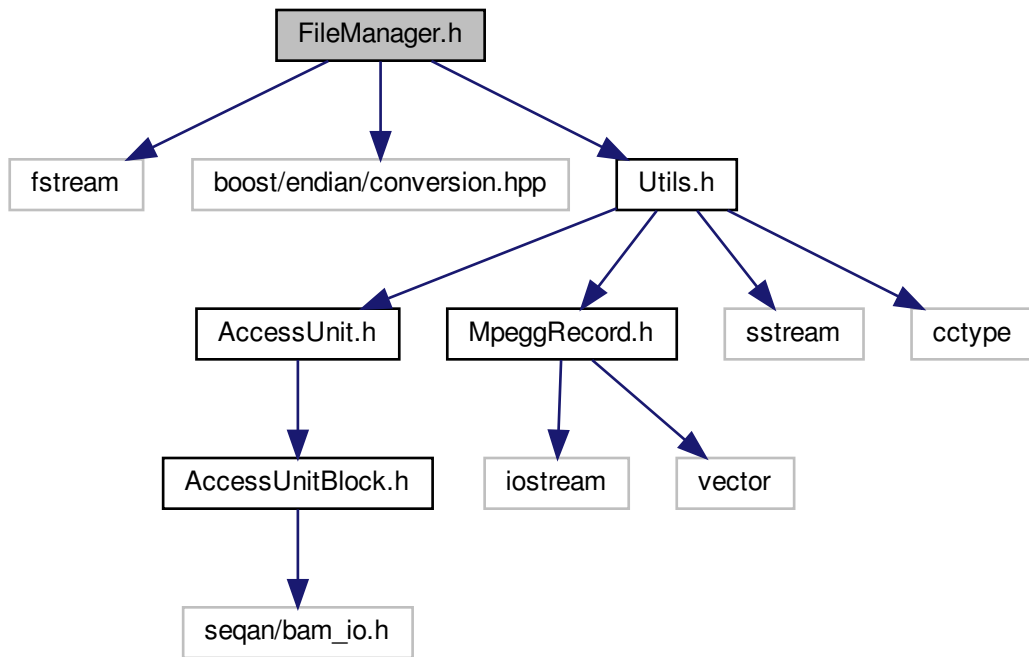 FileManager.h
fstream
boost/endian/conversion.hpp
Utils.h
AccessUnit.h
MpeggRecord.h
sstream
cctype
AccessUnitBlock.h
iostream
vector
seqan/bam_io.h